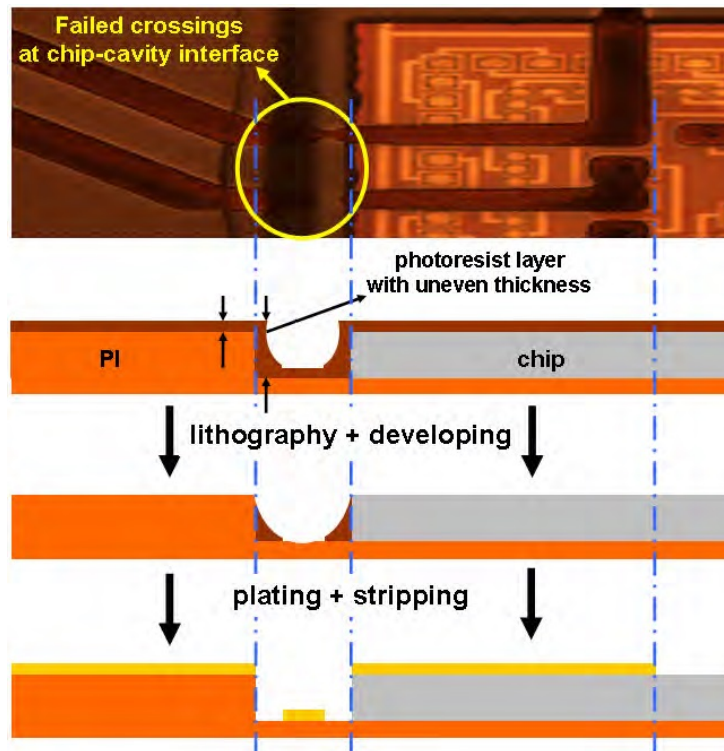 Failed crossings
at chip-cavity interface
photoresist layer
with uneven thickness
PI
chip
lithography + developing
plating + stripping